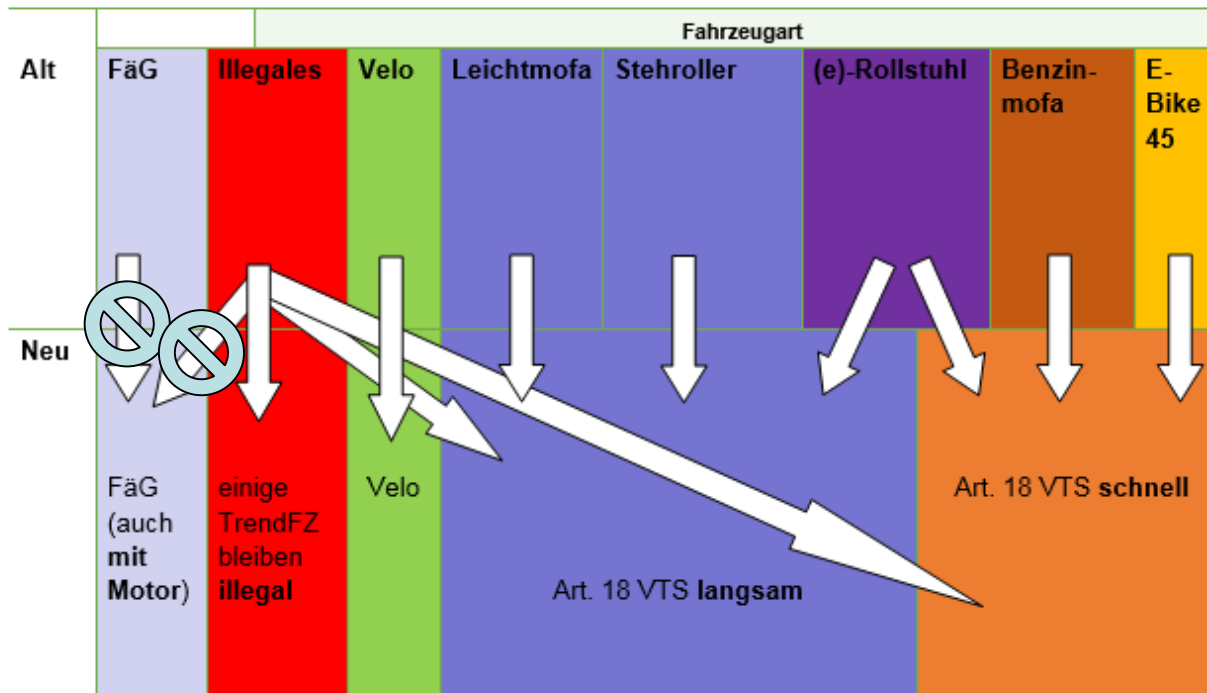 Fahrzeugart
Alt
FäG
Illegales
Velo
Leichtmofa
Stehroller
(e)-Rollstuhl
Benzin-
mofa
E-
Bike
45
Neu
FäG
(auch
mit
Motor)
einige
TrendFZ
bleiben
illegal
Velo
Art. 18 VTS langsam
Art. 18 VTS schnell